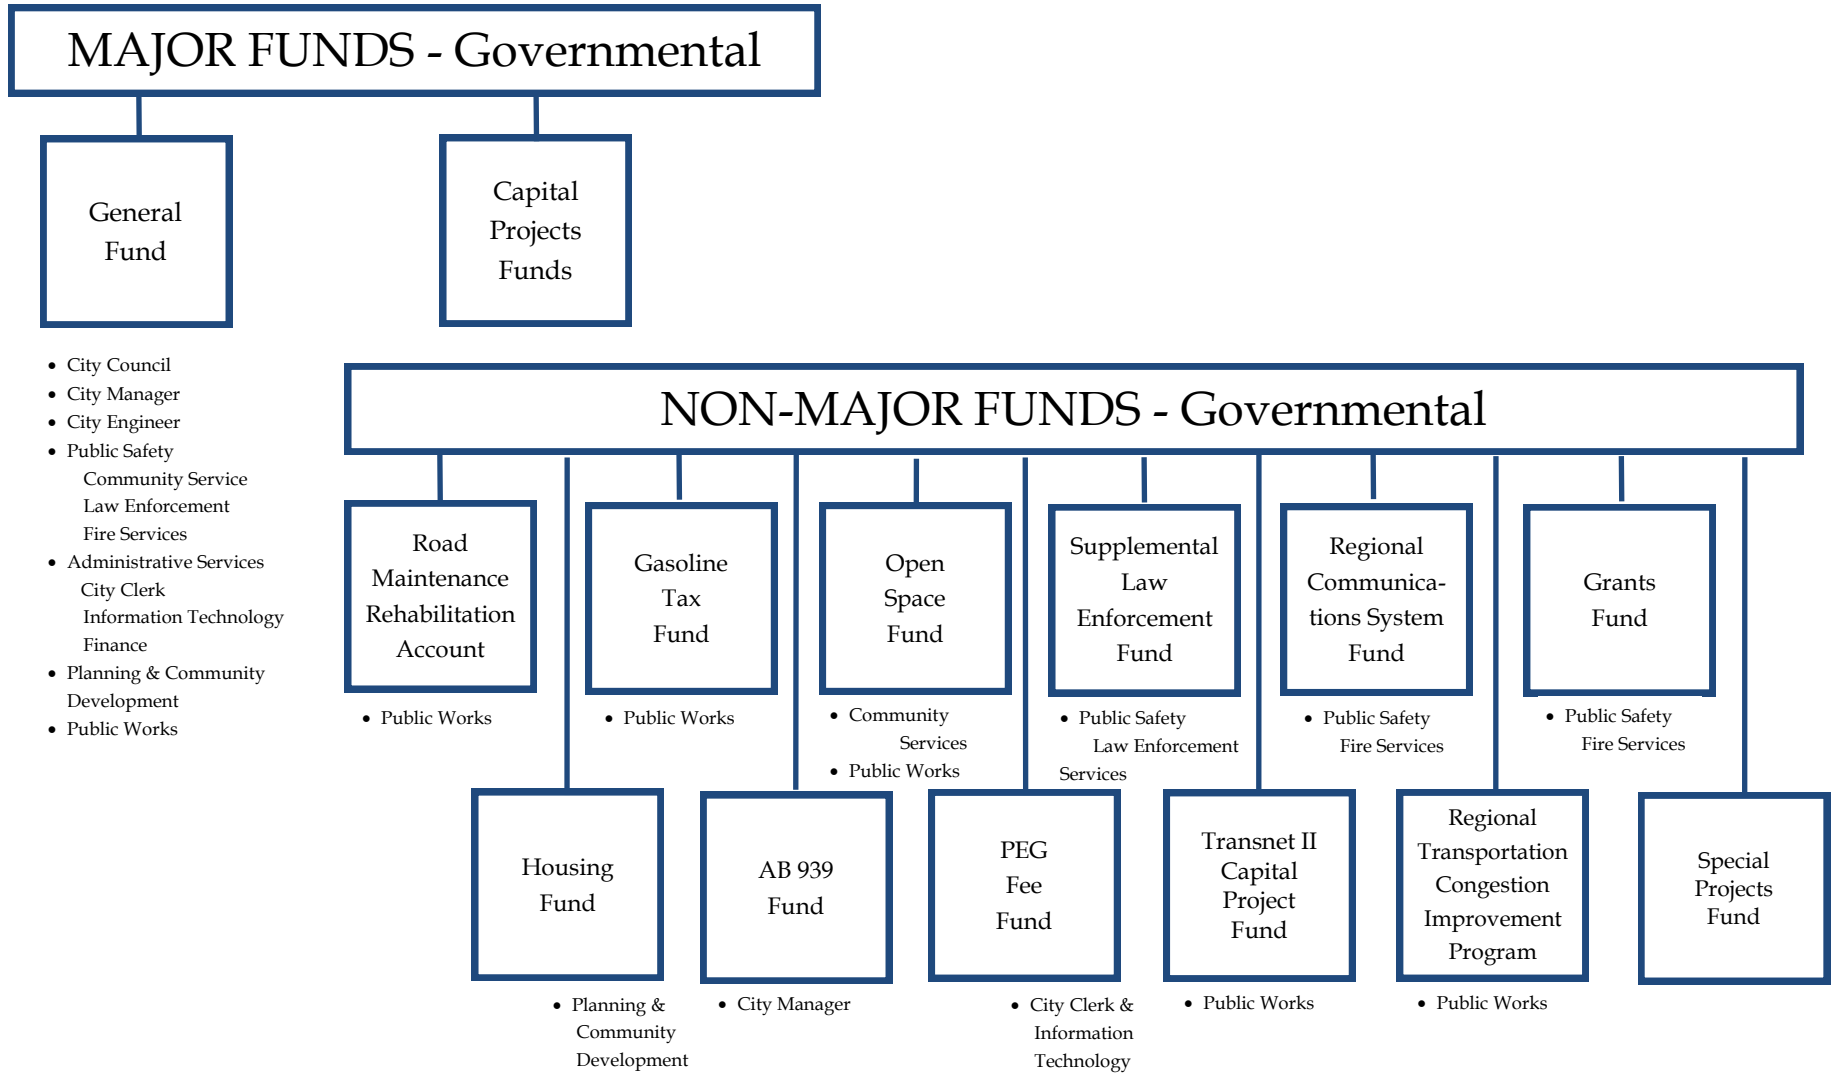 MAJOR FUNDS - Governmental
General
Fund
Capital
Projects
Funds
• City Council
• City Manager
• City Engineer
• Public Safety
Community Service
Law Enforcement
Fire Services
• Administrative Services
City Clerk
Information Technology
Finance
• Planning & Community
Development
• Public Works
NON-MAJOR FUNDS - Governmental
Road
Maintenance
Rehabilitation
Account
• Public Works
Gasoline
Tax
Fund
• Public Works
Open
Space
Fund
• Community
Services
• Public Works
Supplemental
Law
Enforcement
Fund
• Public Safety
Law Enforcement
Services
Regional
Communica-
tions System
Fund
• Public Safety
Fire Services
Grants
Fund
• Public Safety
Fire Services
Housing
Fund
• Planning &
Community
Development
AB 939
Fund
• City Manager
PEG
Fee
Fund
• City Clerk &
Information
Technology
Transnet II
Capital
Project
Fund
• Public Works
Regional
Transportation
Congestion
Improvement
Program
• Public Works
Special
Projects
Fund